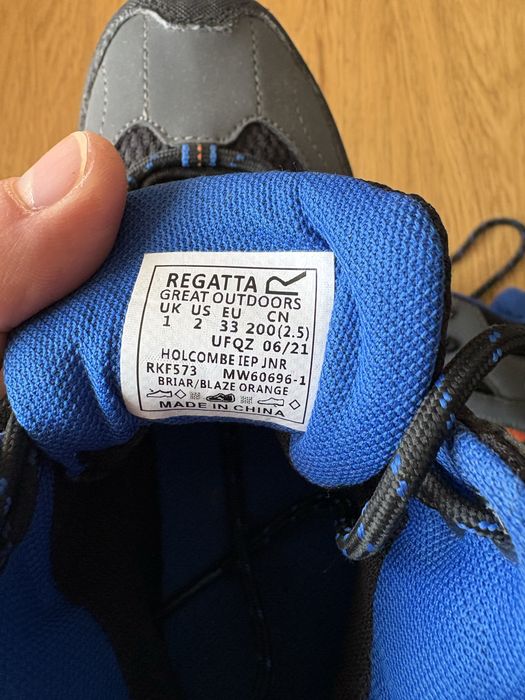 REGATTA
GREAT OUTDOORS
UK US EU CN
1 2 33 200(2.5)
UFQZ 06/21
HOLCOMBE IEP JNR
RKF573 MW60696-1
BRIAR/BLAZE ORANGE
MADE IN CHINA